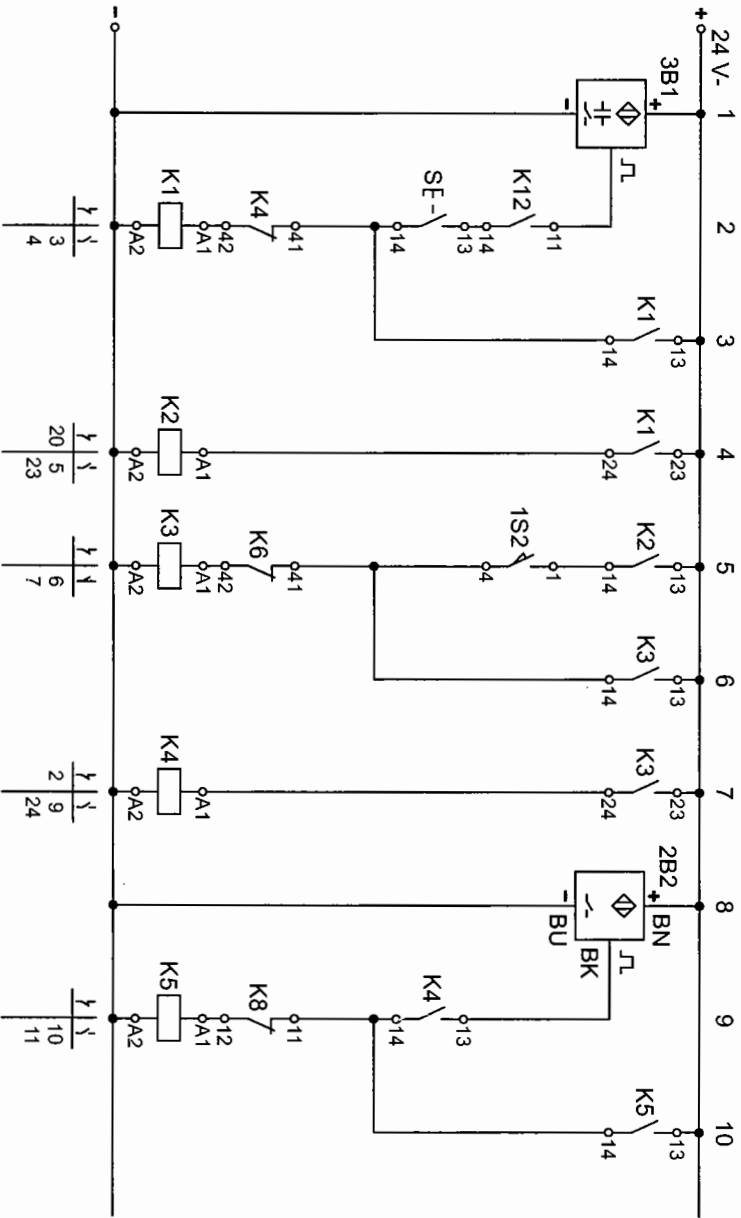 24 V- 1 2 3 4 5 6 7 8 9 10
+
3B1 + 2B2 + BN
- - BU BK
K12 11 14
13 14
K1 13 14
K1 23 24
K2 13 14
1S2 1 4
K3 13 14
K3 23 24
K4 13 14
K5 13 14
K4 41 42
K6 41 42
K8 11 12
K1 A1 A2
K2 A1 A2
K3 A1 A2
K4 A1 A2
K5 A1 A2
-
3 20 5 6 2 9 10
4 23 7 24 11